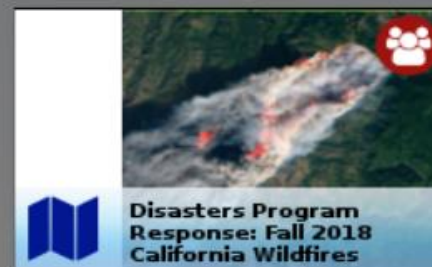 Disasters Program
Response: Fall 2018
California Wildfires